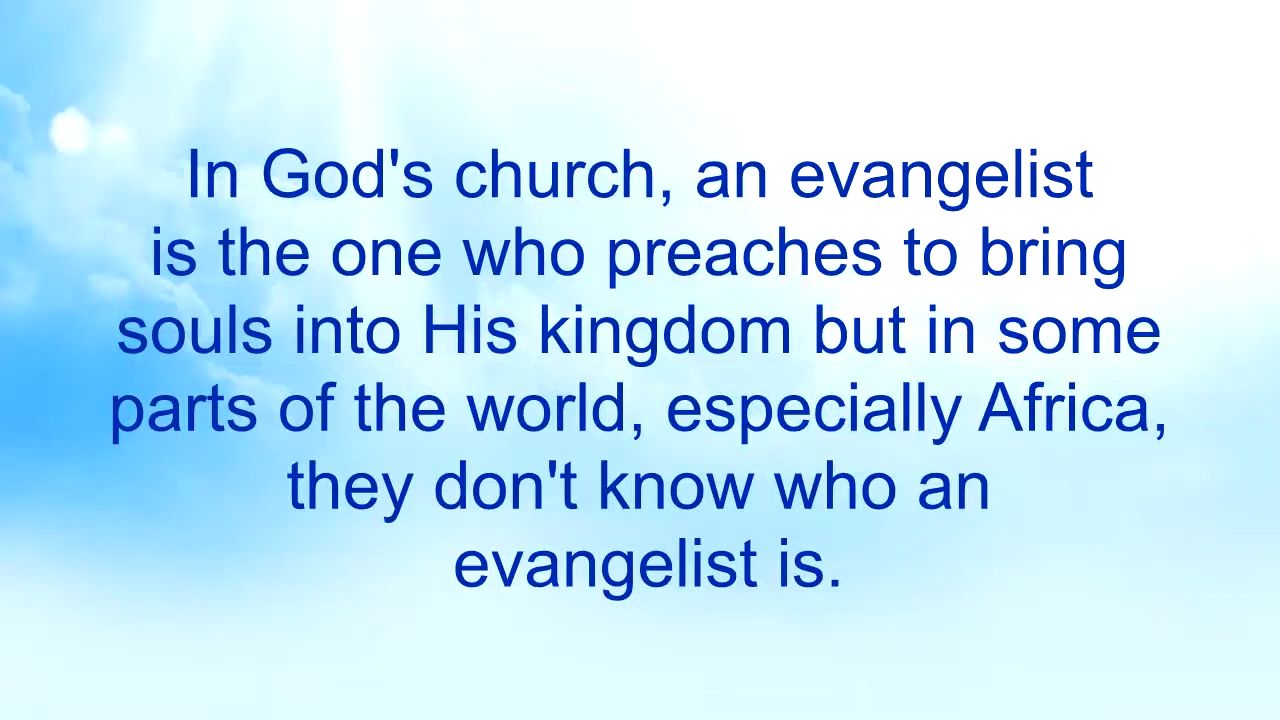 In God's church, an evangelist
is the one who preaches to bring
souls into His kingdom but in some
parts of the world, especially Africa,
they don't know who an
evangelist is.